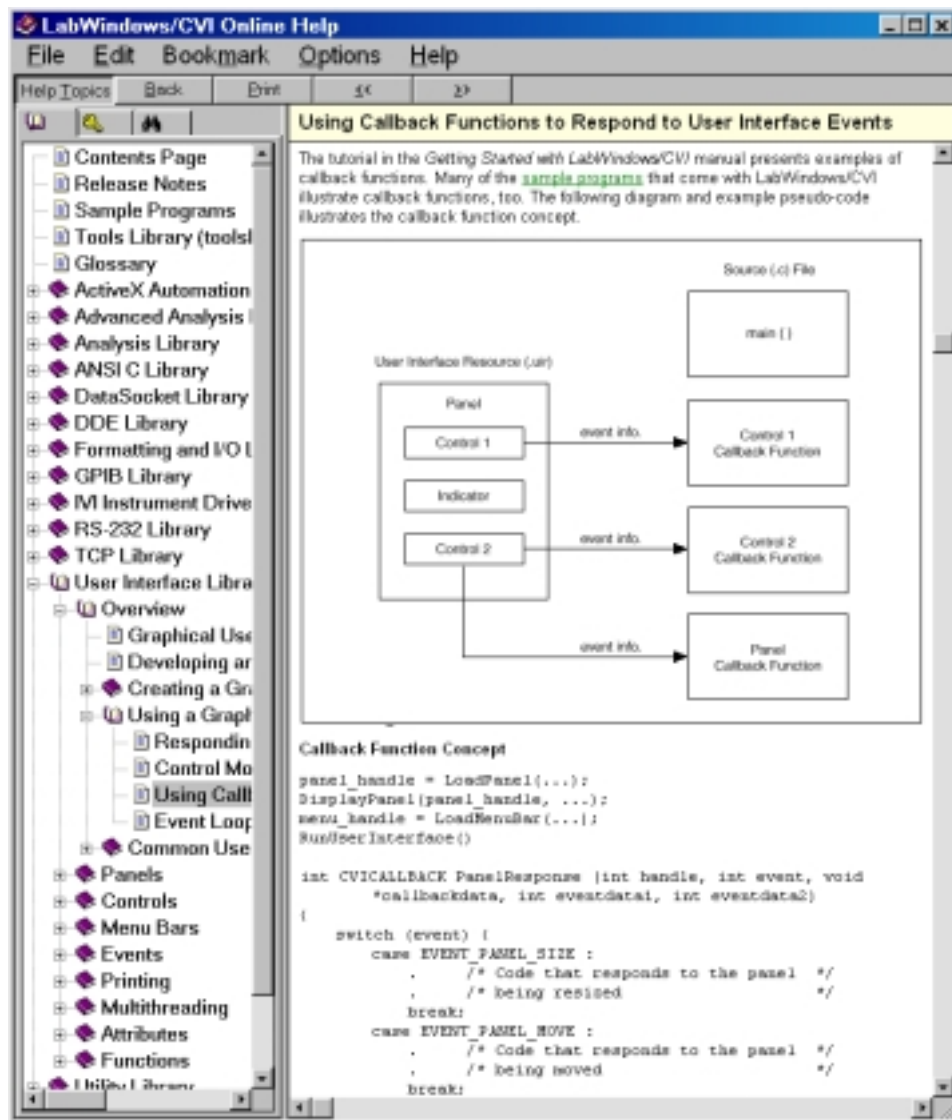 LabWindows/CVI Online Help
File Edit Bookmark Options Help
Help Topics Back Print << >>
Contents Page
Release Notes
Sample Programs
Tools Library (toolsl
Glossary
ActiveX Automation
Advanced Analysis
Analysis Library
ANSI C Library
DataSocket Library
DDE Library
Formatting and I/O L
GPIB Library
IVI Instrument Drive
RS-232 Library
TCP Library
User Interface Libra
Overview
Graphical Use
Developing ar
Creating a Gra
Using a Graph
Respondin
Control Mo
Using Callb
Event Loop
Common Use
Panels
Controls
Menu Bars
Events
Printing
Multithreading
Attributes
Functions
Utility Library
Using Callback Functions to Respond to User Interface Events
The tutorial in the Getting Started with LabWindows/CVI manual presents examples of
callback functions. Many of the sample programs that come with LabWindows/CVI
illustrate callback functions, too. The following diagram and example pseudo-code
illustrates the callback function concept.
Source (.c) File
main ( )
User Interface Resource (.uir)
Panel
Control 1
event info.
Control 1
Callback Function
Indicator
Control 2
event info.
Control 2
Callback Function
event info.
Panel
Callback Function
Callback Function Concept
panel_handle = LoadPanel(...);
DisplayPanel(panel_handle, ...);
menu_handle = LoadMenuBar(...);
RunUserInterface()
int CVICALLBACK PanelResponse (int handle, int event, void
*callbackdata, int eventdata1, int eventdata2)
{
switch (event) {
case EVENT_PANEL_SIZE :
. /* Code that responds to the panel */
. /* being resized */
break;
case EVENT_PANEL_MOVE :
. /* Code that responds to the panel */
. /* being moved */
break;